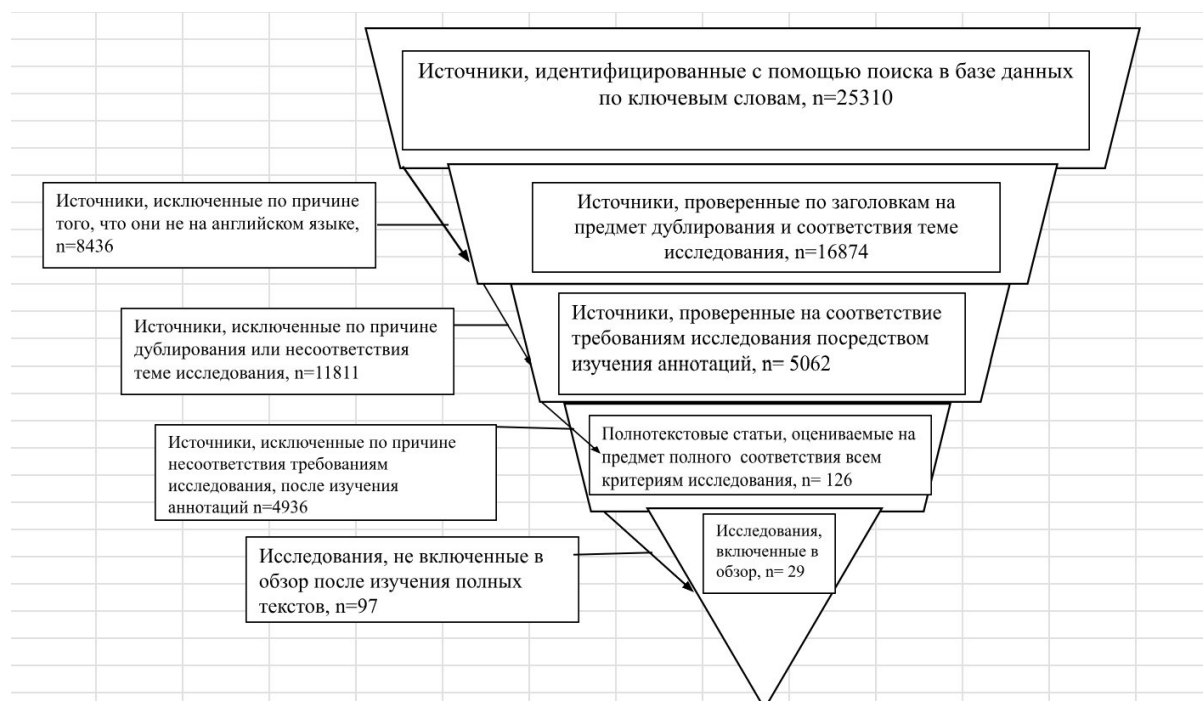 Источники, идентифицированные с помощью поиска в базе данных
по ключевым словам, n=25310
Источники, исключенные по причине
того, что они не на английском языке,
n=8436
Источники, проверенные по заголовкам на
предмет дублирования и соответствия теме
исследования, n=16874
Источники, исключенные по причине
дублирования или несоответствия
теме исследования, n=11811
Источники, проверенные на соответствие
требованиям исследования посредством
изучения аннотаций, n= 5062
Источники, исключенные по причине
несоответствия требованиям
исследования, после изучения
аннотаций n=4936
Полнотекстовые статьи, оцениваемые на
предмет полного соответствия всем
критериям исследования, n= 126
Исследования, не включенные в
обзор после изучения полных
текстов, n=97
Исследования,
включенные в
обзор, n= 29